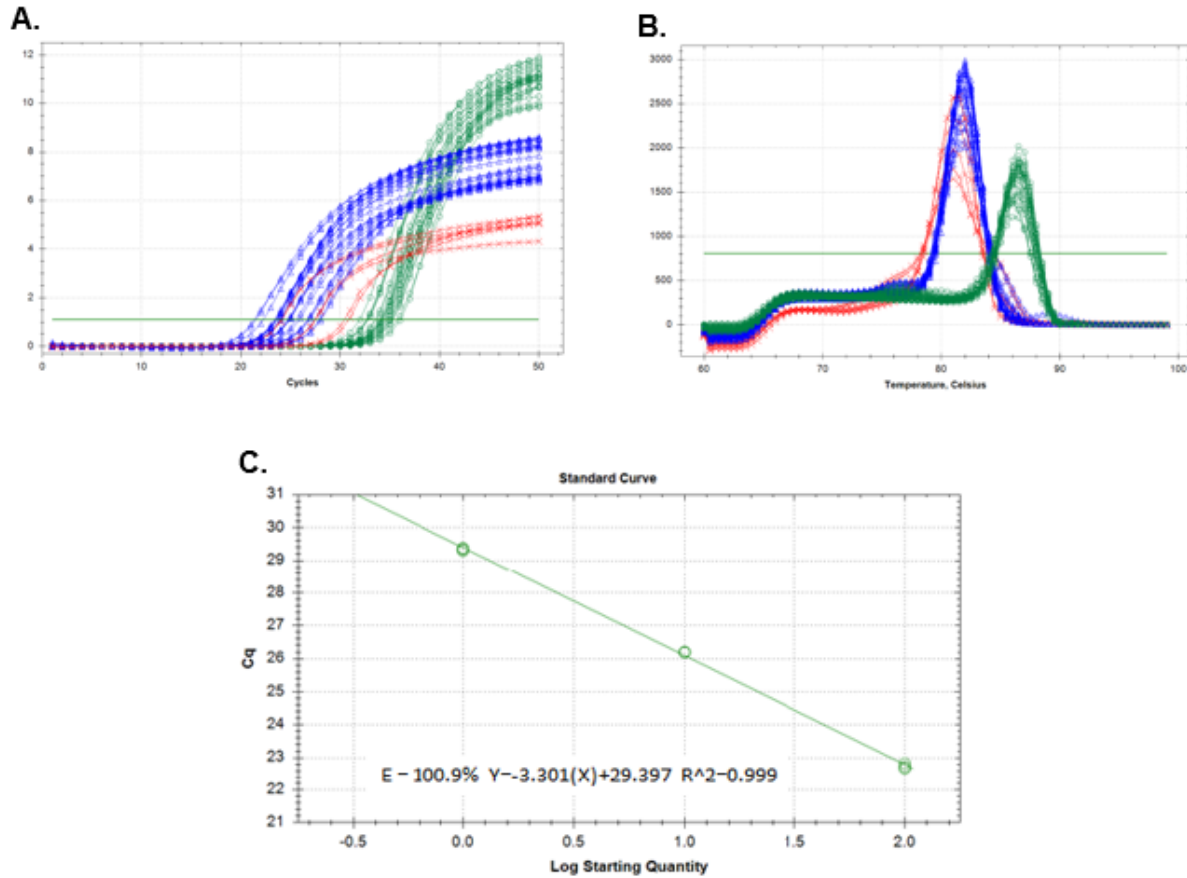 A.
12
10
8
6
4
2
0
0 10 20 30 40 50
Cycles
B.
3000
2500
2000
1500
1000
500
0
60 70 80 90 100
Temperature, Celsius
C.
Standard Curve
31
30
29
28
27
26
25
24
23
22
21
Cq
E－100.9% Y--3.301(X)+29.397 R^2-0.999
-0.5 0.0 0.5 1.0 1.5 2.0
Log Starting Quantity